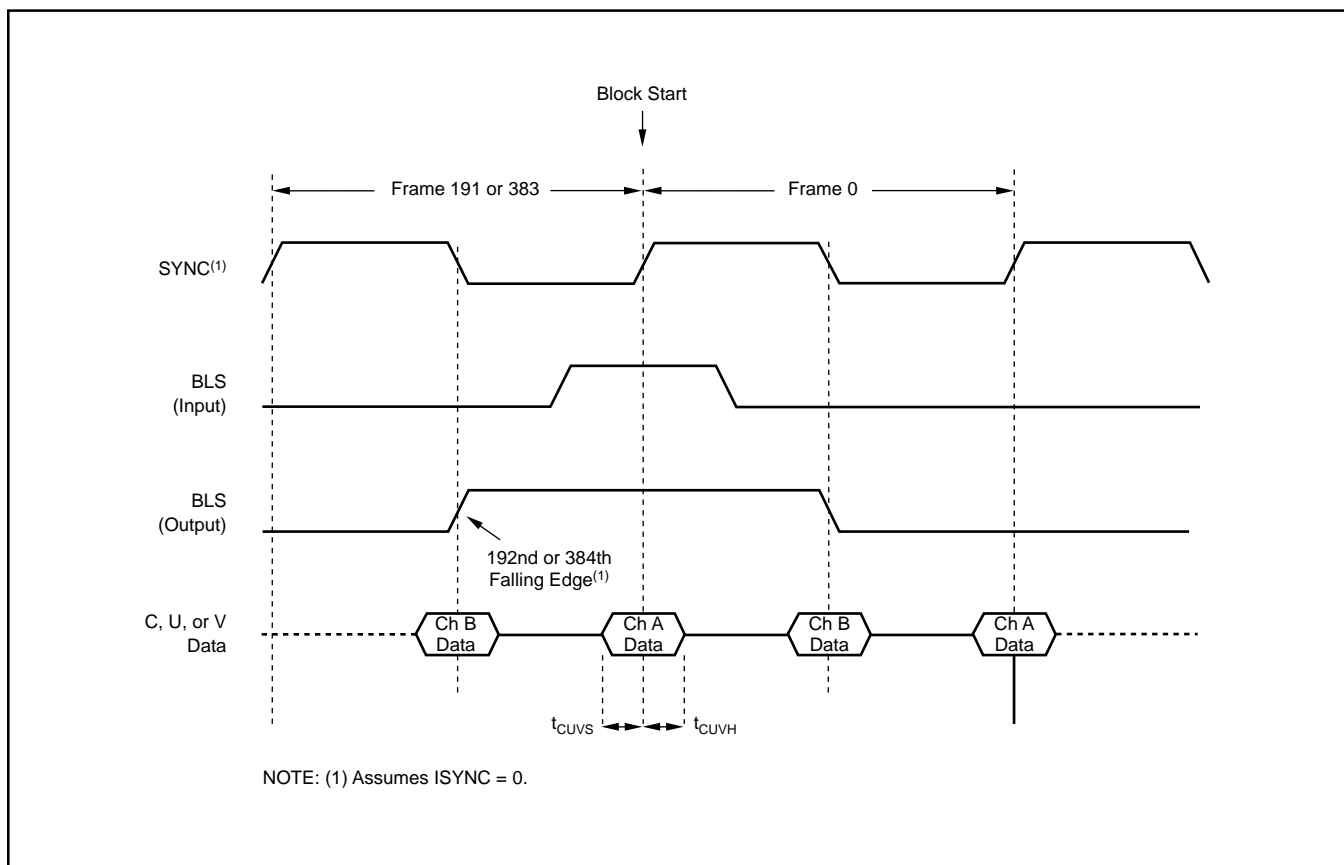 Block Start
Frame 191 or 383
Frame 0
SYNC(1)
BLS
(Input)
BLS
(Output)
192nd or 384th
Falling Edge(1)
C, U, or V
Data
Ch B
Data
Ch A
Data
Ch B
Data
Ch A
Data
tCUVS
tCUVH
NOTE: (1) Assumes ISYNC = 0.